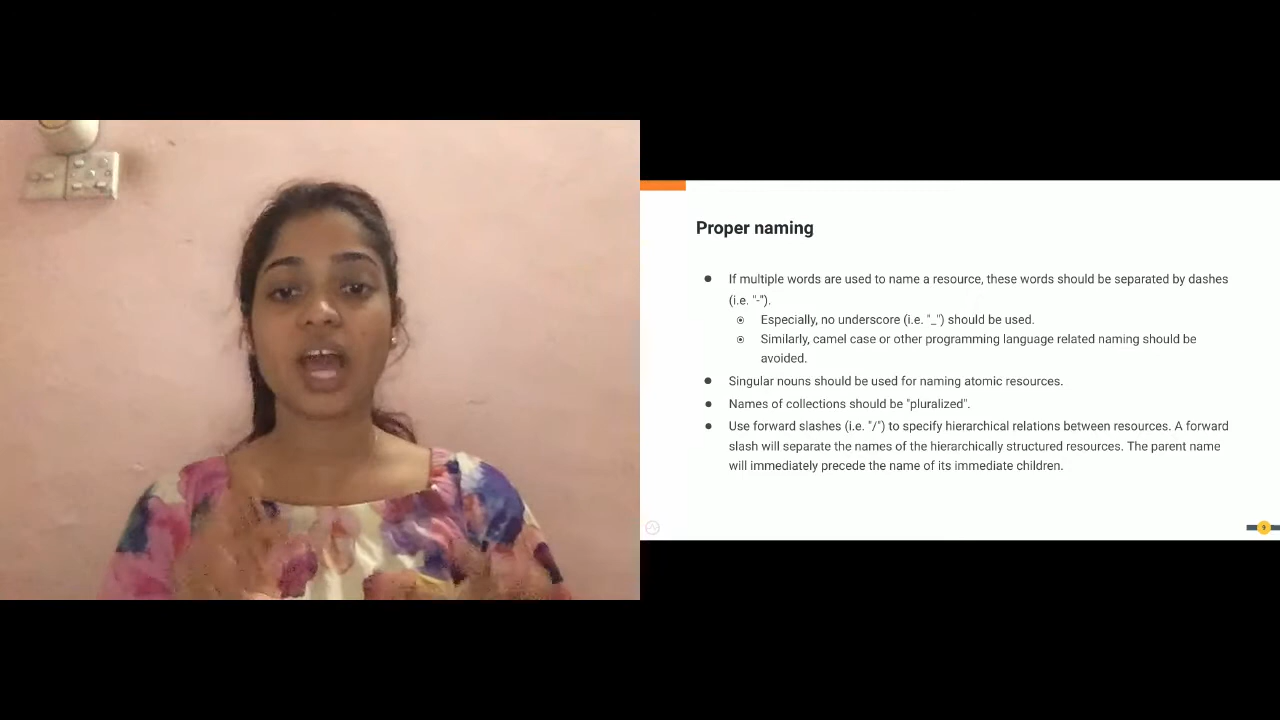 Proper naming
If multiple words are used to name a resource, these words should be separated by dashes
(i.e. "-").
Especially, no underscore (i.e. "_") should be used.
Similarly, camel case or other programming language related naming should be
avoided.
Singular nouns should be used for naming atomic resources.
Names of collections should be "pluralized".
Use forward slashes (i.e. "/") to specify hierarchical relations between resources. A forward
slash will separate the names of the hierarchically structured resources. The parent name
will immediately precede the name of its immediate children.
9